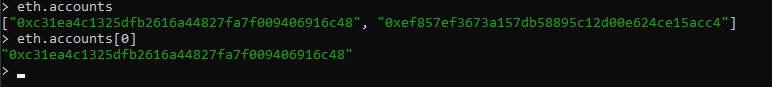 > eth.accounts
["0xc31ea4c1325dfb2616a44827fa7f009406916c48", "0xef857ef3673a157db58895c12d00e624ce15acc4"]
> eth.accounts[0]
"0xc31ea4c1325dfb2616a44827fa7f009406916c48"
>